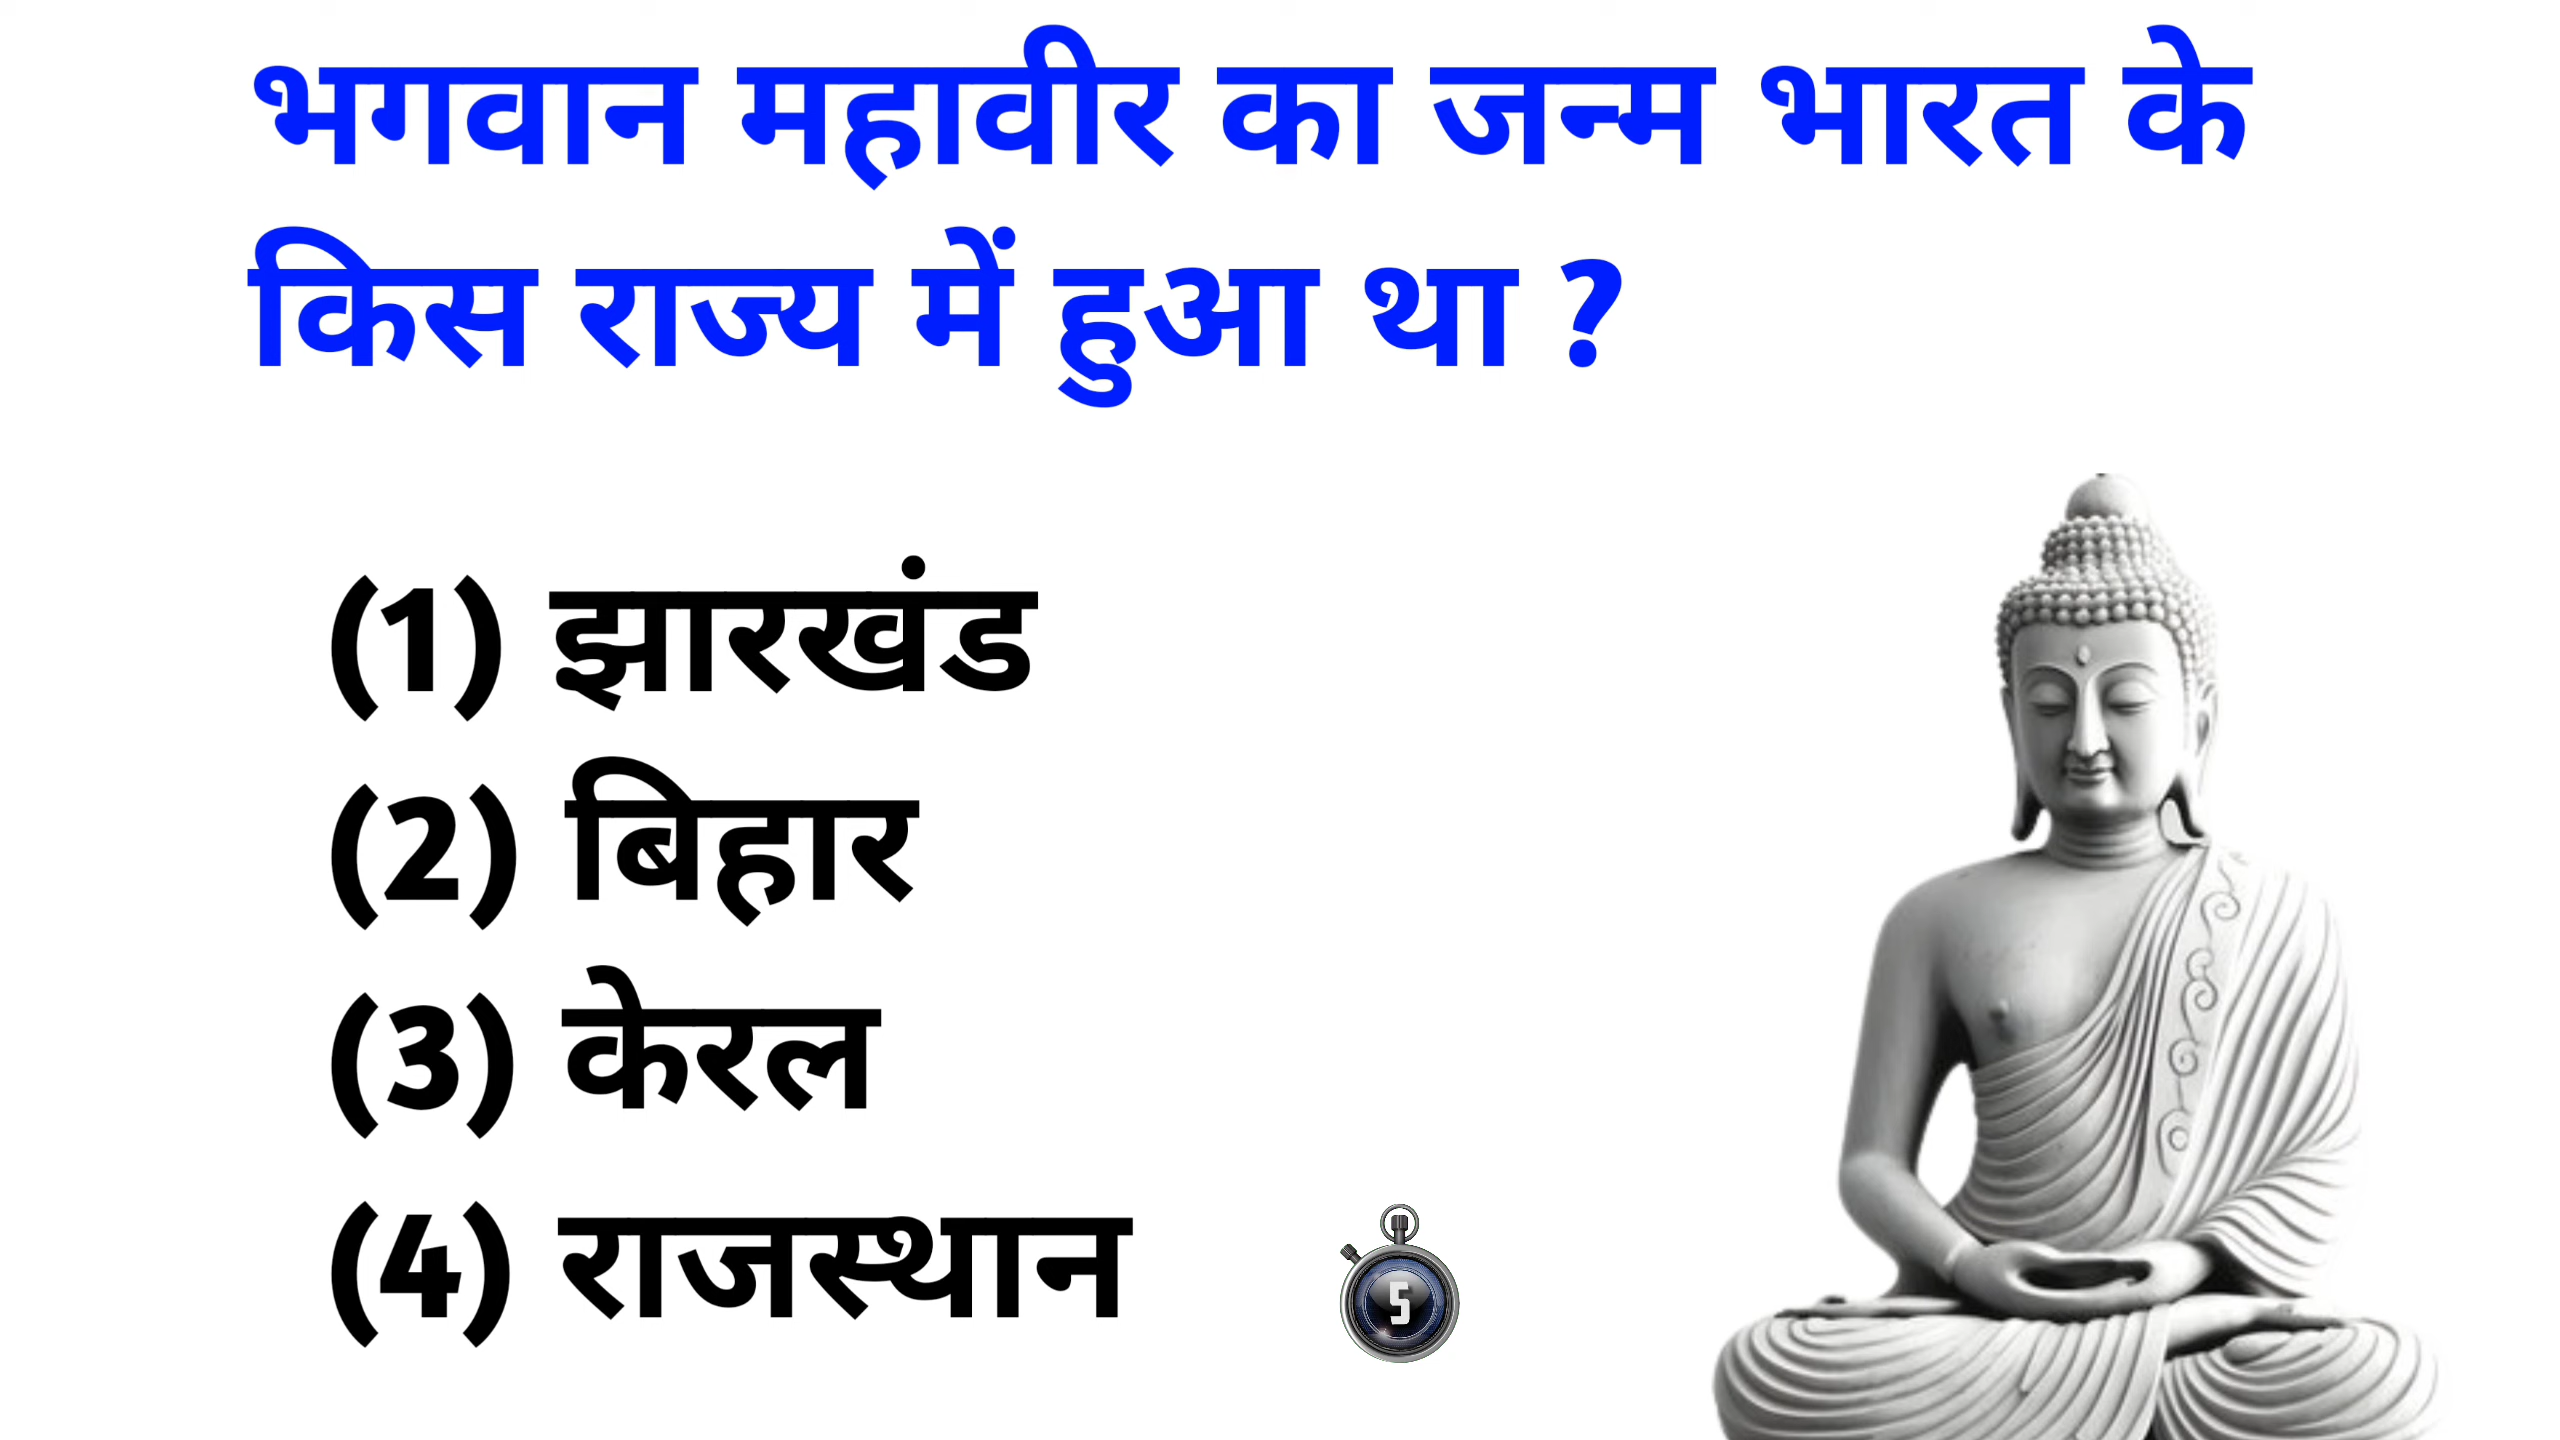 भगवान महावीर का जन्म भारत के
किस राज्य में हुआ था ?
(1) झारखंड
(2) बिहार
(3) केरल
(4) राजस्थान
5